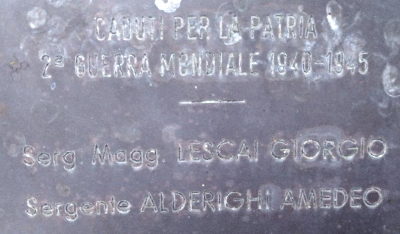 CADUTI PER LA PATRIA
2ª GUERRA MONDIALE 1940-1945
Serg. Magg. LESCAI GIORGIO
Sergente ALDERIGHI AMEDEO